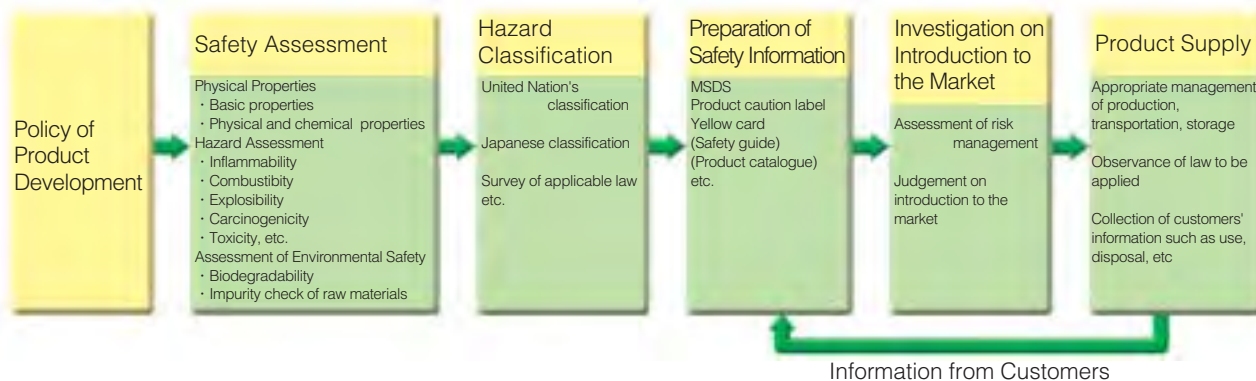 Policy of
Product
Development
Safety Assessment
Physical Properties
・Basic properties
・Physical and chemical properties
Hazard Assessment
・Inflammability
・Combustibity
・Explosibility
・Carcinogenicity
・Toxicity, etc.
Assessment of Environmental Safety
・Biodegradability
・Impurity check of raw materials
Hazard
Classification
United Nation's
classification
Japanese classification
Survey of applicable law
etc.
Preparation of
Safety Information
MSDS
Product caution label
Yellow card
(Safety guide)
(Product catalogue)
etc.
Investigation on
Introduction to
the Market
Assessment of risk
management
Judgement on
introduction to the
market
Product Supply
Appropriate management
of production,
transportation, storage
Observance of law to be
applied
Collection of customers'
information such as use,
disposal, etc
Information from Customers